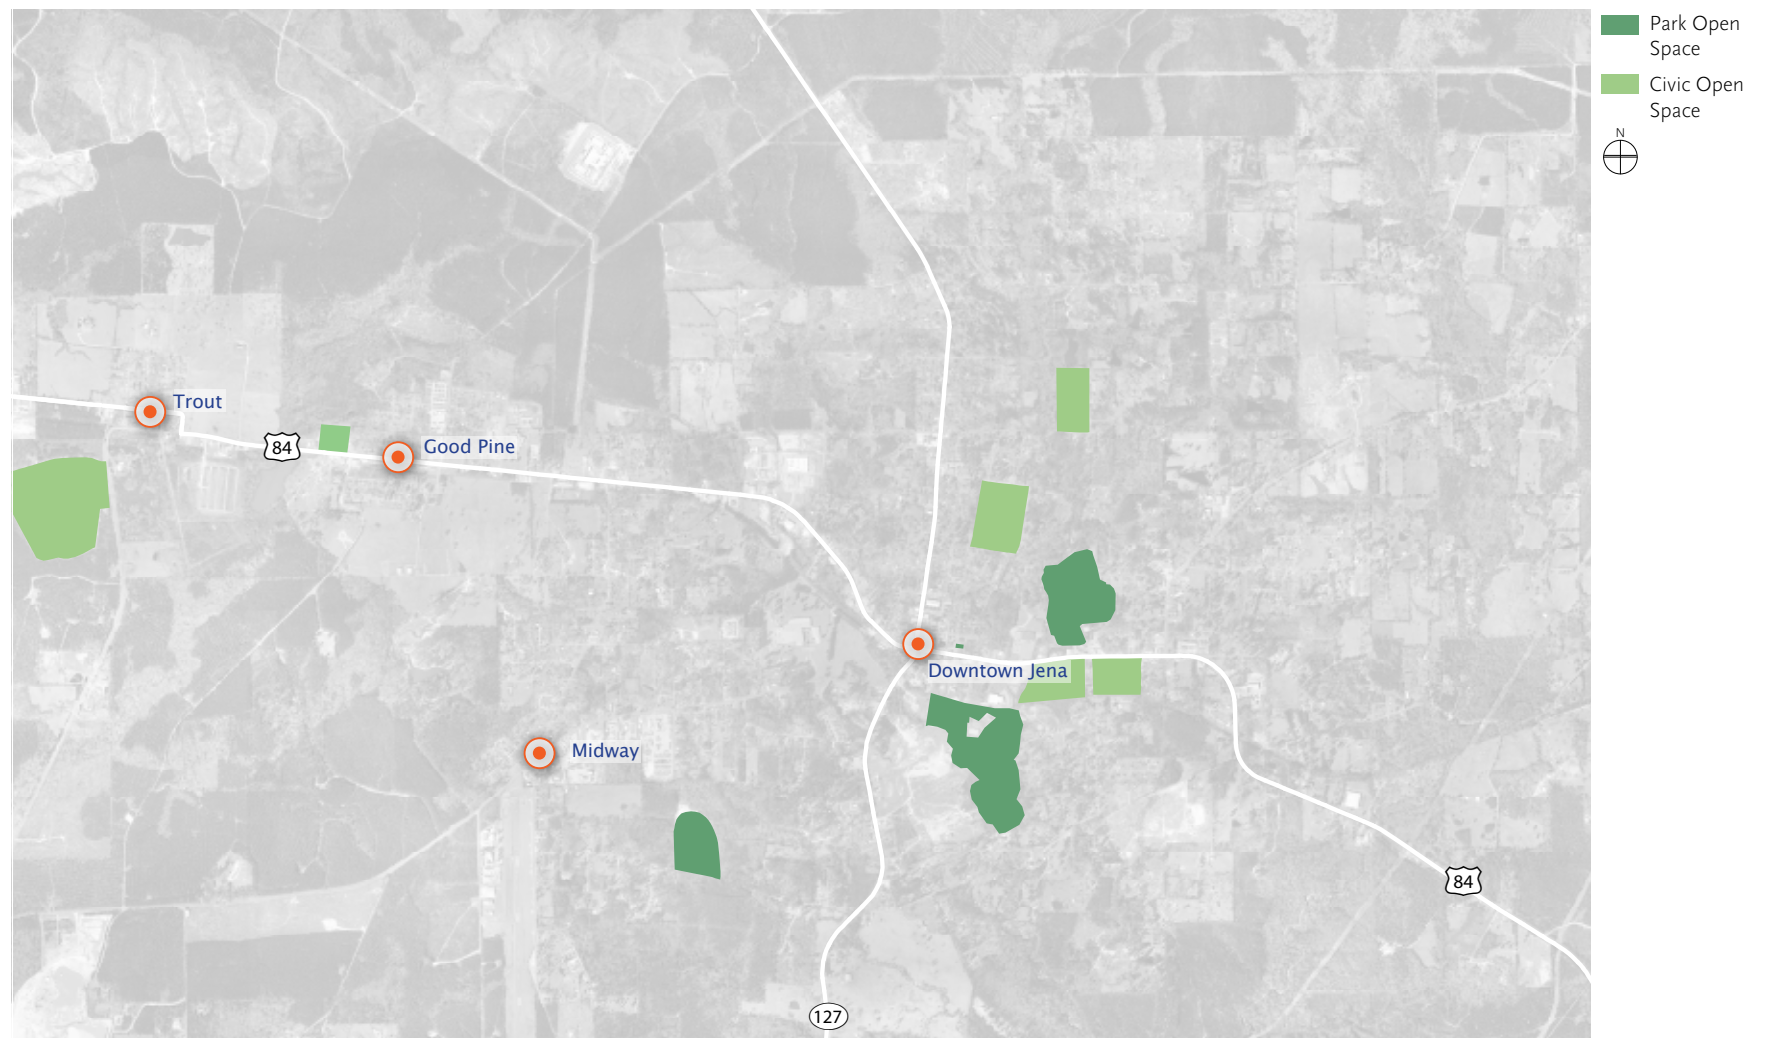 Park Open
Space
Civic Open
Space
N
Trout
84
Good Pine
Downtown Jena
Midway
84
127